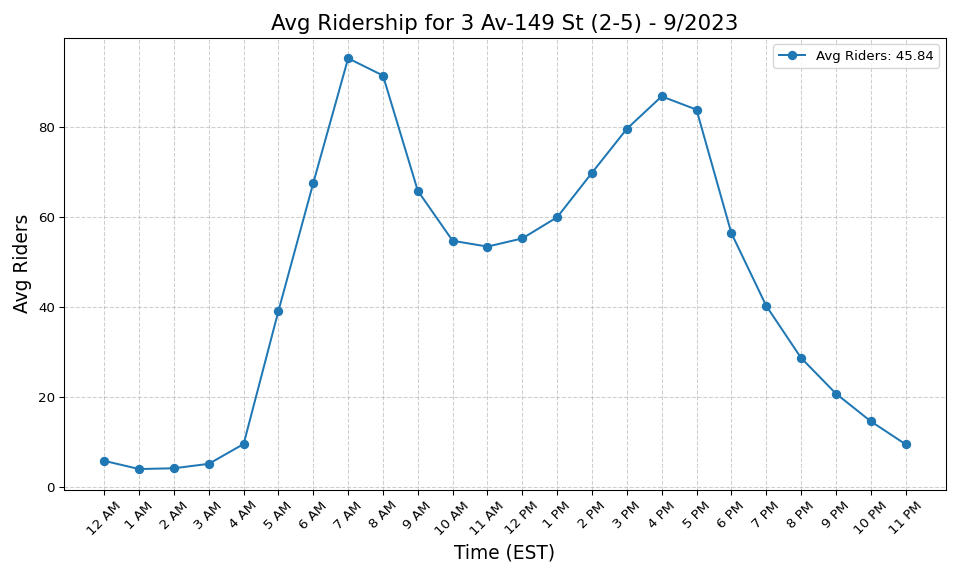 Avg Ridership for 3 Av-149 St (2-5) - 9/2023
Avg Riders: 45.84
Avg Riders
80
60
40
20
0
12 AM
1 AM
2 AM
3 AM
4 AM
5 AM
6 AM
7 AM
8 AM
9 AM
10 AM
11 AM
12 PM
1 PM
2 PM
3 PM
4 PM
5 PM
6 PM
7 PM
8 PM
9 PM
10 PM
11 PM
Time (EST)